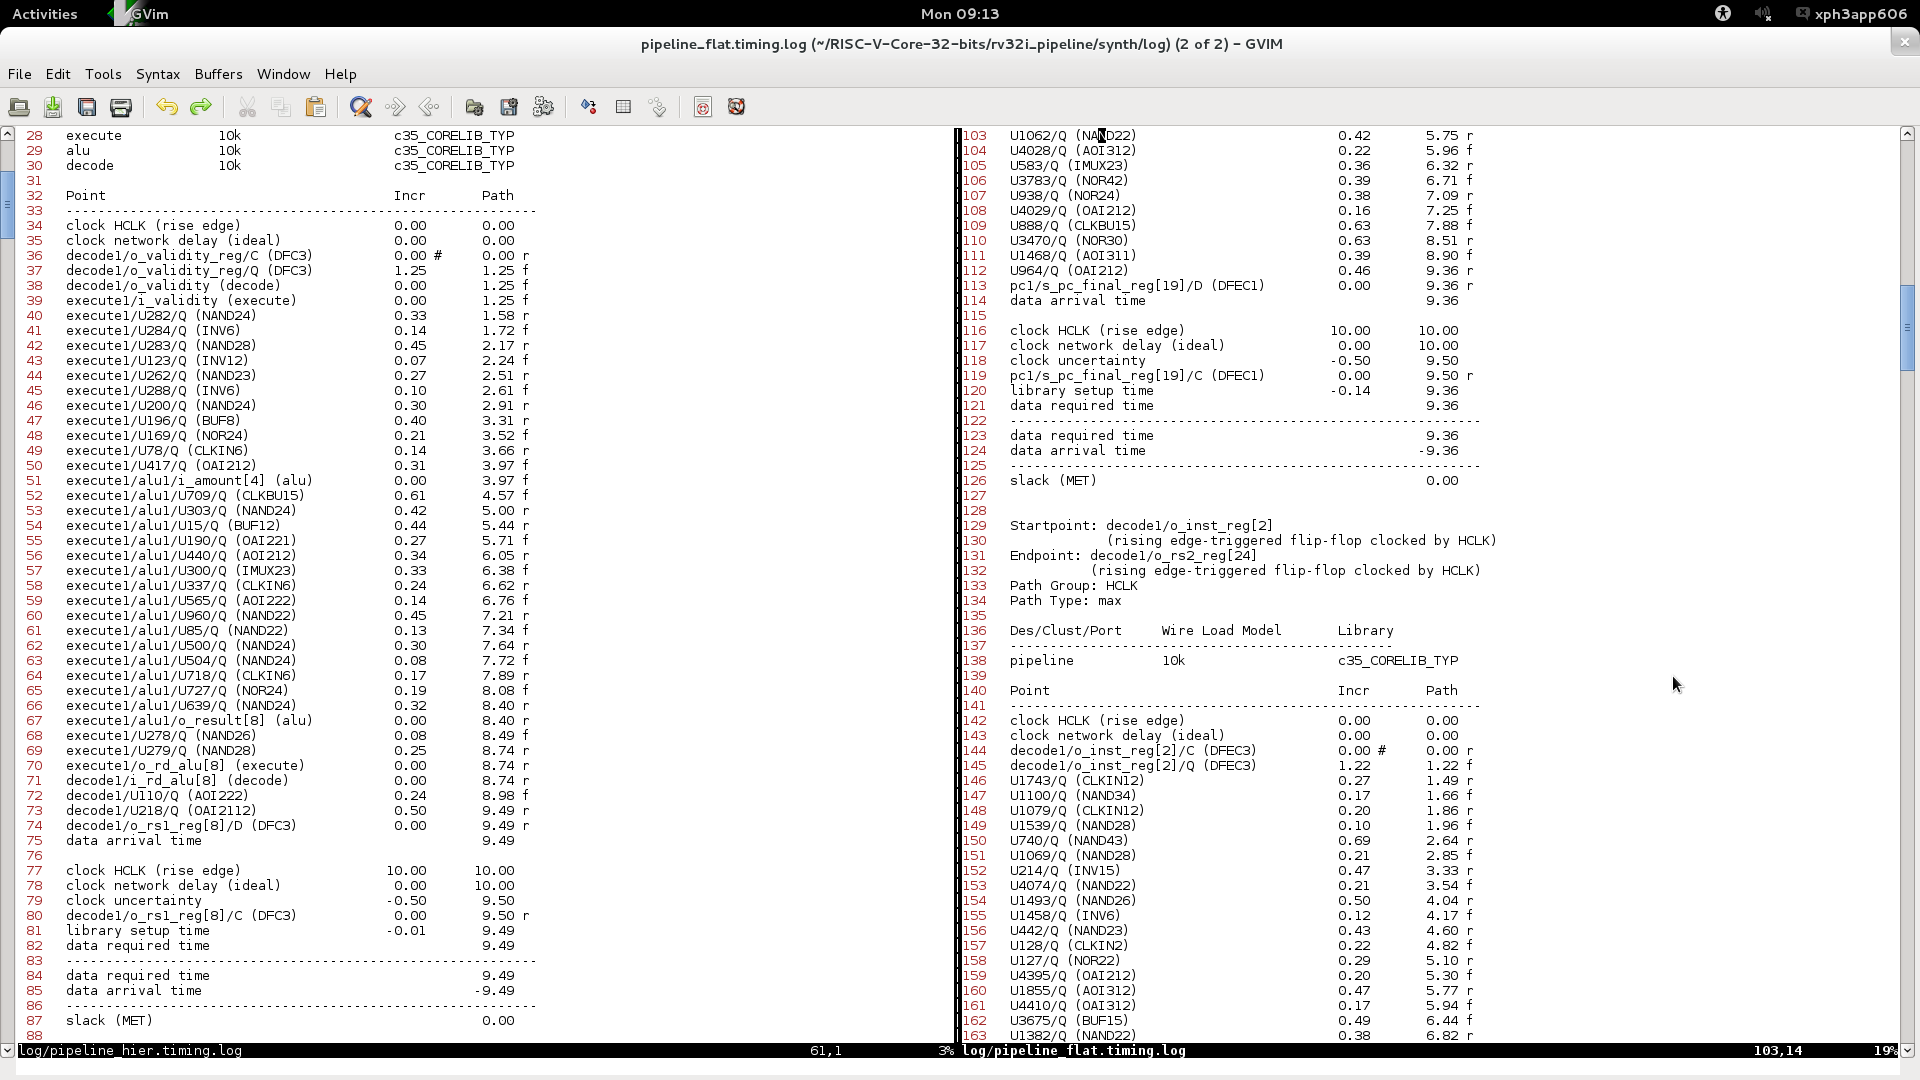 Activities
GVim
Mon 09:13
xph3app606
pipeline_flat.timing.log (~/RISC-V-Core-32-bits/rv32i_pipeline/synth/log) (2 of 2) – GVIM
File Edit Tools Syntax Buffers Window Help
28 execute 10k c35_CORELIB_TYP
29 alu 10k c35_CORELIB_TYP
30 decode 10k c35_CORELIB_TYP
31
32 Point Incr Path
33 -----------------------------------------------------------
34 clock HCLK (rise edge) 0.00 0.00
35 clock network delay (ideal) 0.00 0.00
36 decode1/o_validity_reg/C (DFC3) 0.00 # 0.00 r
37 decode1/o_validity_reg/Q (DFC3) 1.25 1.25 f
38 decode1/o_validity (decode) 0.00 1.25 f
39 execute1/i_validity (execute) 0.00 1.25 f
40 execute1/U282/Q (NAND24) 0.33 1.58 r
41 execute1/U284/Q (INV6) 0.14 1.72 f
42 execute1/U283/Q (NAND28) 0.45 2.17 r
43 execute1/U123/Q (INV12) 0.07 2.24 f
44 execute1/U262/Q (NAND23) 0.27 2.51 r
45 execute1/U288/Q (INV6) 0.10 2.61 f
46 execute1/U200/Q (NAND24) 0.30 2.91 r
47 execute1/U196/Q (BUF8) 0.40 3.31 r
48 execute1/U169/Q (NOR24) 0.21 3.52 f
49 execute1/U78/Q (CLKIN6) 0.14 3.66 r
50 execute1/U417/Q (OAI212) 0.31 3.97 f
51 execute1/alu1/i_amount[4] (alu) 0.00 3.97 f
52 execute1/alu1/U709/Q (CLKBU15) 0.61 4.57 f
53 execute1/alu1/U303/Q (NAND24) 0.42 5.00 r
54 execute1/alu1/U15/Q (BUF12) 0.44 5.44 r
55 execute1/alu1/U190/Q (OAI221) 0.27 5.71 f
56 execute1/alu1/U440/Q (AOI212) 0.34 6.05 r
57 execute1/alu1/U300/Q (IMUX23) 0.33 6.38 f
58 execute1/alu1/U337/Q (CLKIN6) 0.24 6.62 r
59 execute1/alu1/U565/Q (AOI222) 0.14 6.76 f
60 execute1/alu1/U960/Q (NAND22) 0.45 7.21 r
61 execute1/alu1/U85/Q (NAND22) 0.13 7.34 f
62 execute1/alu1/U500/Q (NAND24) 0.30 7.64 r
63 execute1/alu1/U504/Q (NAND24) 0.08 7.72 f
64 execute1/alu1/U718/Q (CLKIN6) 0.17 7.89 r
65 execute1/alu1/U727/Q (NOR24) 0.19 8.08 f
66 execute1/alu1/U639/Q (NAND24) 0.32 8.40 r
67 execute1/alu1/o_result[8] (alu) 0.00 8.40 r
68 execute1/U278/Q (NAND26) 0.08 8.49 f
69 execute1/U279/Q (NAND28) 0.25 8.74 r
70 execute1/o_rd_alu[8] (execute) 0.00 8.74 r
71 decode1/i_rd_alu[8] (decode) 0.00 8.74 r
72 decode1/U110/Q (AOI222) 0.24 8.98 f
73 decode1/U218/Q (OAI2112) 0.50 9.49 r
74 decode1/o_rs1_reg[8]/D (DFC3) 0.00 9.49 r
75 data arrival time 9.49
76
77 clock HCLK (rise edge) 10.00 10.00
78 clock network delay (ideal) 0.00 10.00
79 clock uncertainty -0.50 9.50
80 decode1/o_rs1_reg[8]/C (DFC3) 0.00 9.50 r
81 library setup time -0.01 9.49
82 data required time 9.49
83 -----------------------------------------------------------
84 data required time 9.49
85 data arrival time -9.49
86 -----------------------------------------------------------
87 slack (MET) 0.00
88
log/pipeline_hier.timing.log 61,1 3%
103 U1062/Q (NAND22) 0.42 5.75 r
104 U4028/Q (AOI312) 0.22 5.96 f
105 U583/Q (IMUX23) 0.36 6.32 r
106 U3783/Q (NOR42) 0.39 6.71 f
107 U938/Q (NOR24) 0.38 7.09 r
108 U4029/Q (OAI212) 0.16 7.25 f
109 U888/Q (CLKBU15) 0.63 7.88 f
110 U3470/Q (NOR30) 0.63 8.51 r
111 U1468/Q (AOI311) 0.39 8.90 f
112 U964/Q (OAI212) 0.46 9.36 r
113 pc1/s_pc_final_reg[19]/D (DFEC1) 0.00 9.36 r
114 data arrival time 9.36
115
116 clock HCLK (rise edge) 10.00 10.00
117 clock network delay (ideal) 0.00 10.00
118 clock uncertainty -0.50 9.50
119 pc1/s_pc_final_reg[19]/C (DFEC1) 0.00 9.50 r
120 library setup time -0.14 9.36
121 data required time 9.36
122 -----------------------------------------------------------
123 data required time 9.36
124 data arrival time -9.36
125 -----------------------------------------------------------
126 slack (MET) 0.00
127
128
129 Startpoint: decode1/o_inst_reg[2]
130 (rising edge-triggered flip-flop clocked by HCLK)
131 Endpoint: decode1/o_rs2_reg[24]
132 (rising edge-triggered flip-flop clocked by HCLK)
133 Path Group: HCLK
134 Path Type: max
135
136 Des/Clust/Port Wire Load Model Library
137 ------------------------------------------------
138 pipeline 10k c35_CORELIB_TYP
139
140 Point Incr Path
141 -----------------------------------------------------------
142 clock HCLK (rise edge) 0.00 0.00
143 clock network delay (ideal) 0.00 0.00
144 decode1/o_inst_reg[2]/C (DFEC3) 0.00 # 0.00 r
145 decode1/o_inst_reg[2]/Q (DFEC3) 1.22 1.22 f
146 U1743/Q (CLKIN12) 0.27 1.49 r
147 U1100/Q (NAND34) 0.17 1.66 f
148 U1079/Q (CLKIN12) 0.20 1.86 r
149 U1539/Q (NAND28) 0.10 1.96 f
150 U740/Q (NAND43) 0.69 2.64 r
151 U1069/Q (NAND28) 0.21 2.85 f
152 U214/Q (INV15) 0.47 3.33 r
153 U4074/Q (NAND22) 0.21 3.54 f
154 U1493/Q (NAND26) 0.50 4.04 r
155 U1458/Q (INV6) 0.12 4.17 f
156 U442/Q (NAND23) 0.43 4.60 r
157 U128/Q (CLKIN2) 0.22 4.82 f
158 U127/Q (NOR22) 0.29 5.10 r
159 U4395/Q (OAI212) 0.20 5.30 f
160 U1855/Q (AOI312) 0.47 5.77 r
161 U4410/Q (OAI312) 0.17 5.94 f
162 U3675/Q (BUF15) 0.49 6.44 f
163 U1382/Q (NAND22) 0.38 6.82 r
log/pipeline_flat.timing.log 103,14 19%